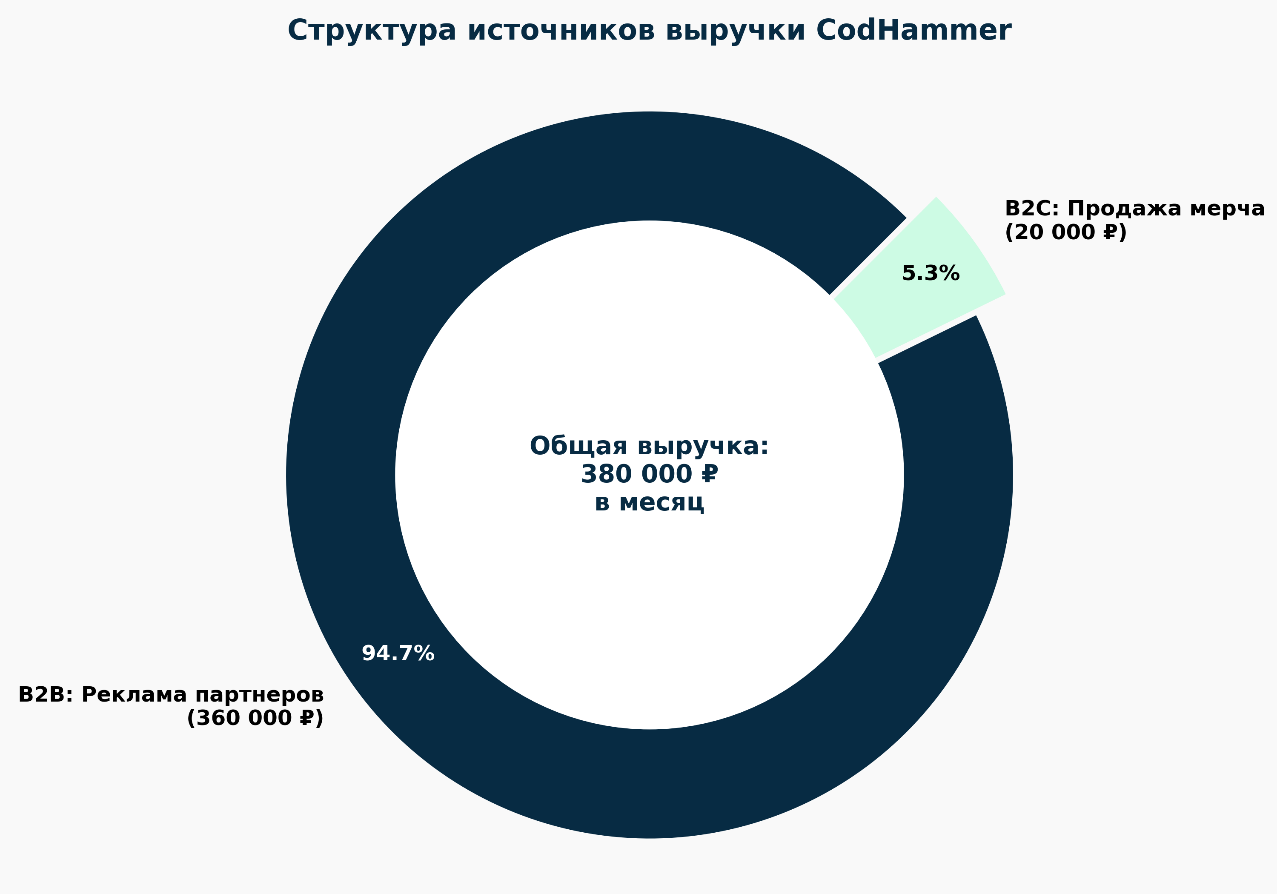 Структура источников выручки CodHammer
B2C: Продажа мерча
(20 000 ₽)
5.3%
Общая выручка:
380 000 ₽
в месяц
94.7%
B2B: Реклама партнеров
(360 000 ₽)